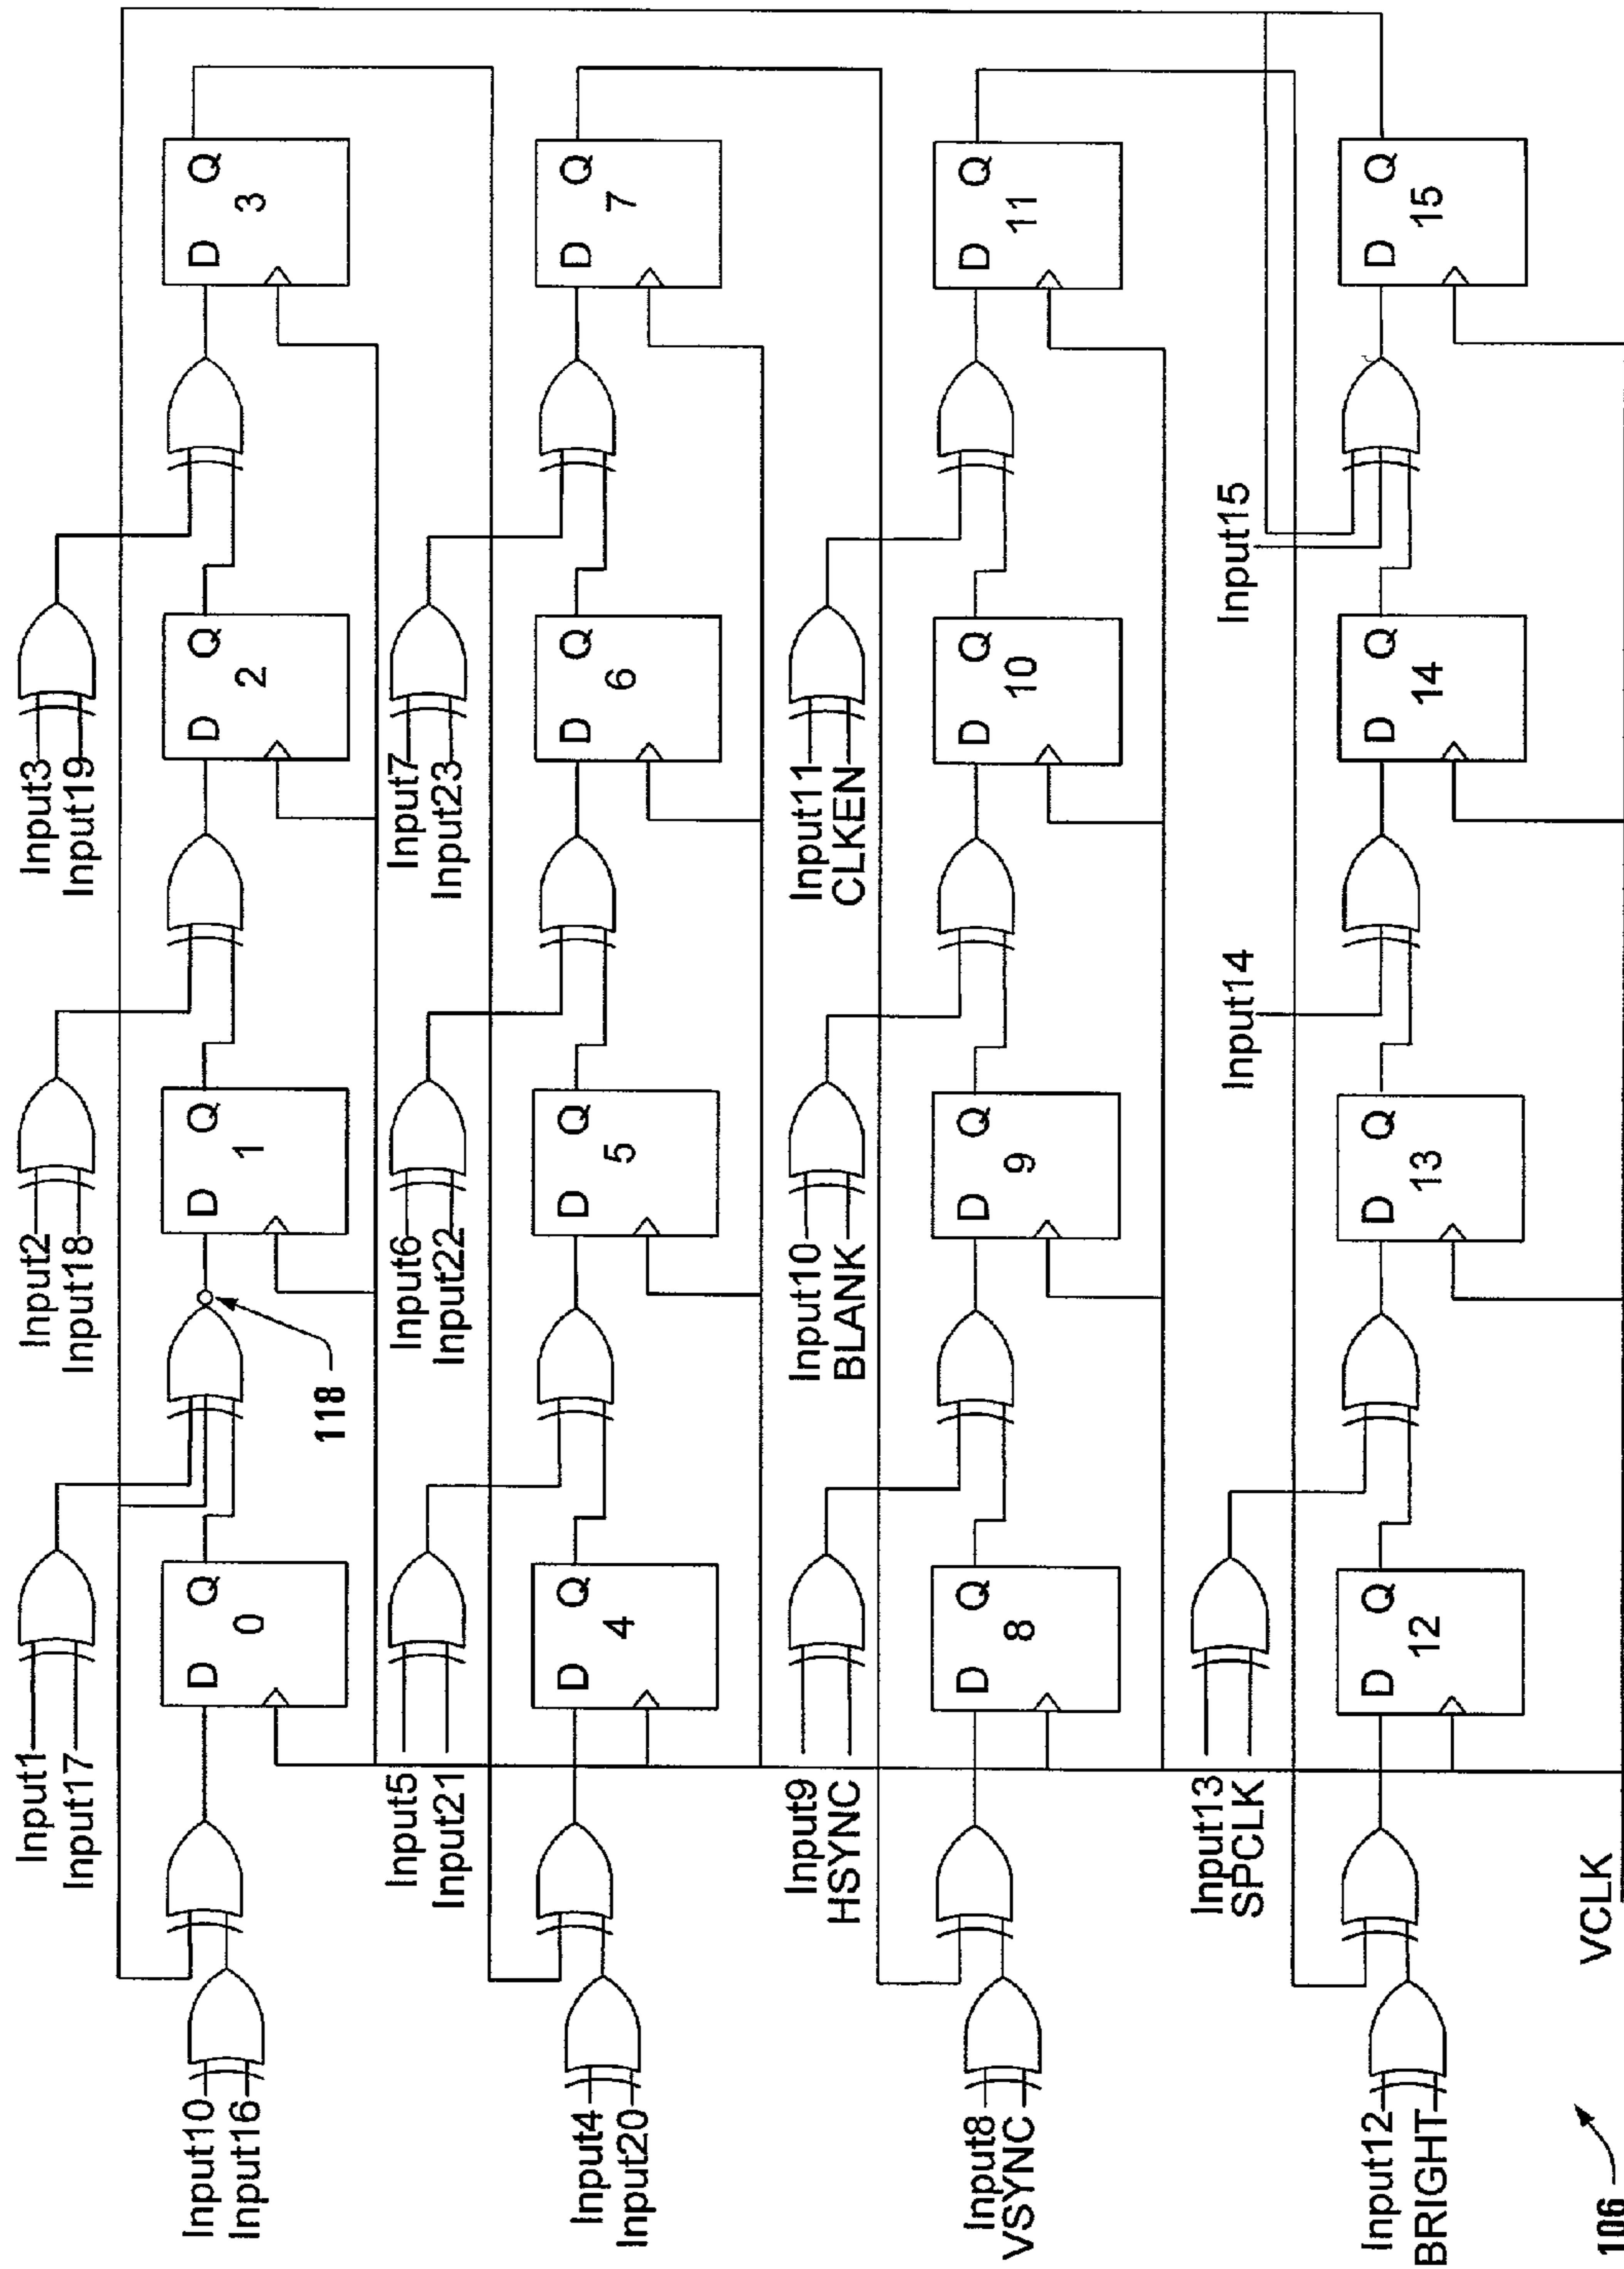 Input1
Input17
Input2
Input18
Input3
Input19
Input10
Input16
D Q
0
118
D Q
1
D Q
2
D Q
3
Input5
Input21
Input6
Input22
Input7
Input23
Input4
Input20
D Q
4
D Q
5
D Q
6
D Q
7
Input9
HSYNC
Input10
BLANK
Input11
CLKEN
Input8
VSYNC
D Q
8
D Q
9
D Q
10
D Q
11
Input13
SPCLK
Input14
Input15
Input12
BRIGHT
D Q
12
D Q
13
D Q
14
D Q
15
VCLK
106